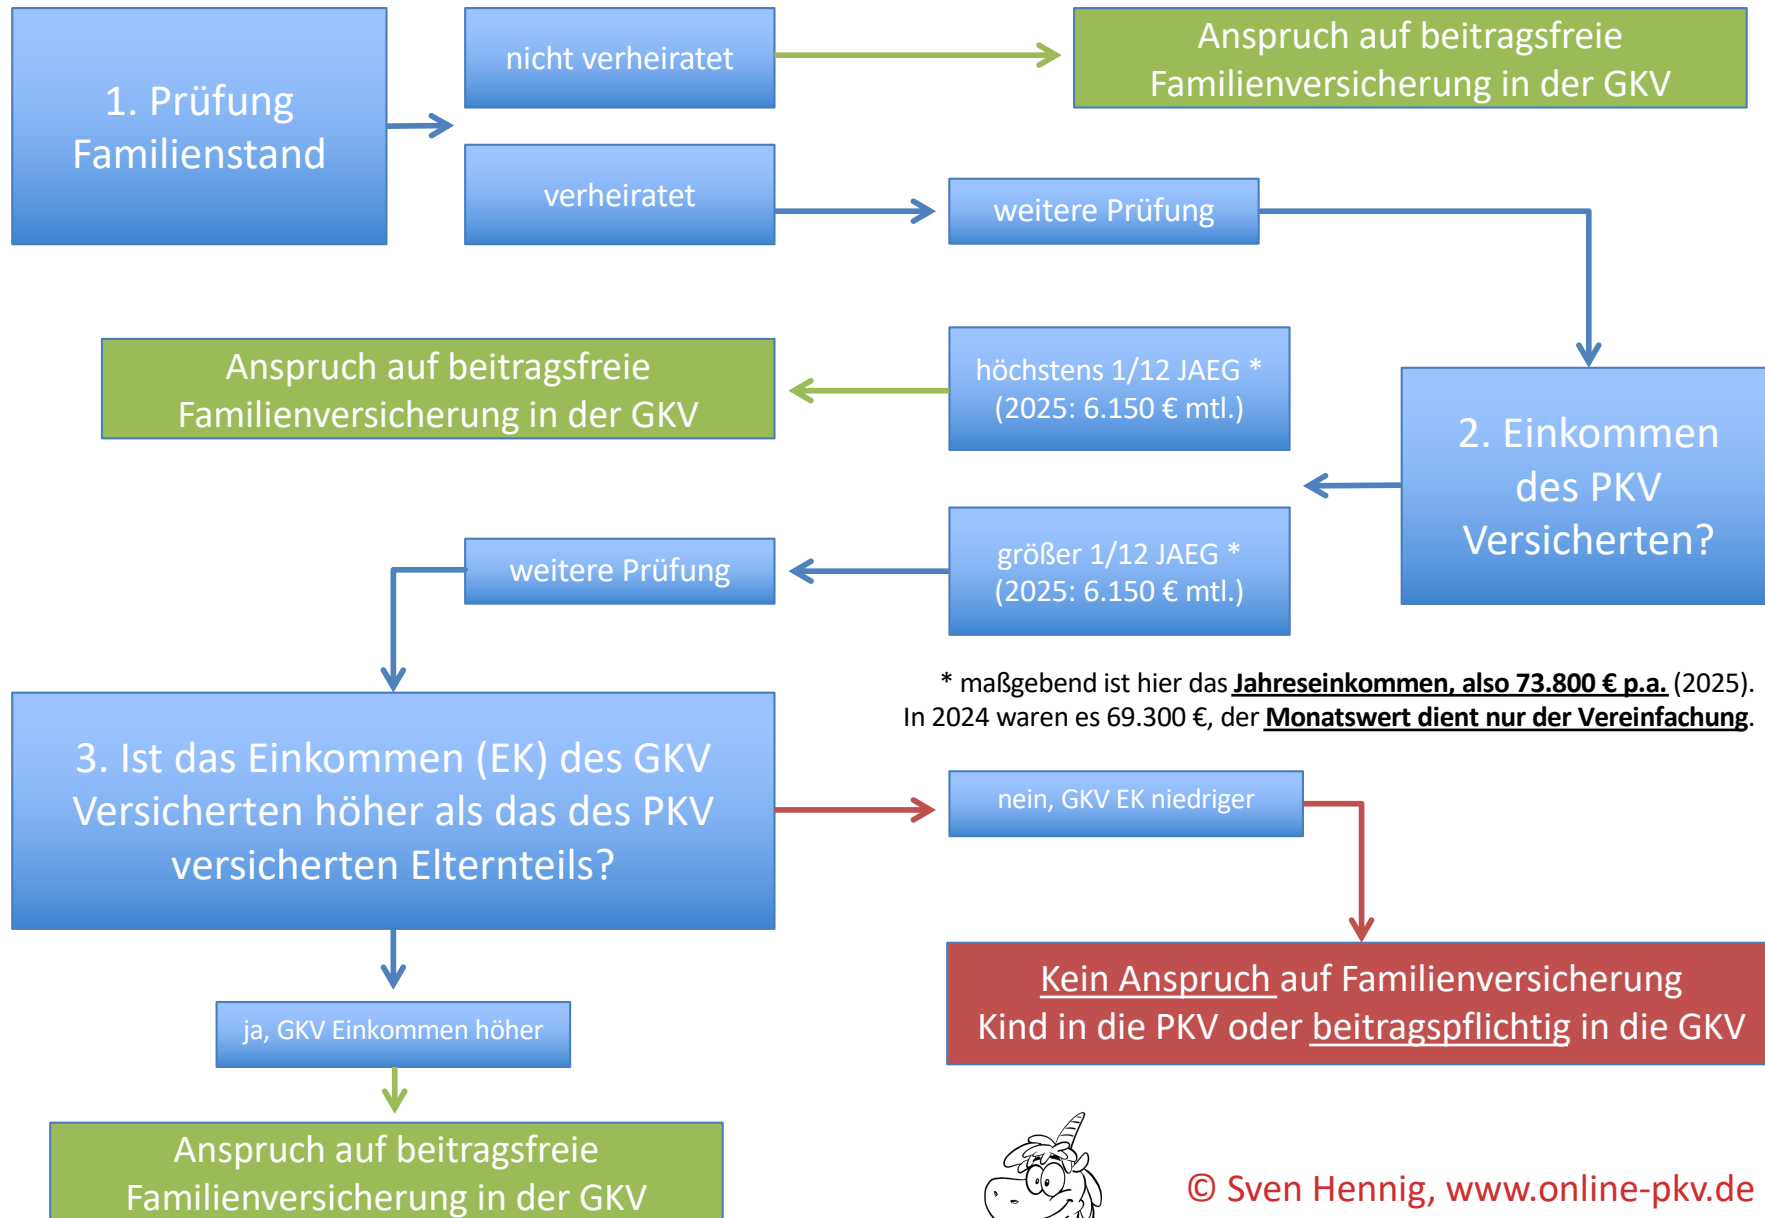 1. Prüfung
Familienstand
nicht verheiratet
Anspruch auf beitragsfreie
Familienversicherung in der GKV
verheiratet
weitere Prüfung
Anspruch auf beitragsfreie
Familienversicherung in der GKV
höchstens 1/12 JAEG *
(2025: 6.150 € mtl.)
2. Einkommen
des PKV
Versicherten?
weitere Prüfung
größer 1/12 JAEG *
(2025: 6.150 € mtl.)
* maßgebend ist hier das Jahreseinkommen, also 73.800 € p.a. (2025).
In 2024 waren es 69.300 €, der Monatswert dient nur der Vereinfachung.
3. Ist das Einkommen (EK) des GKV
Versicherten höher als das des PKV
versicherten Elternteils?
nein, GKV EK niedriger
Kein Anspruch auf Familienversicherung
Kind in die PKV oder beitragspflichtig in die GKV
ja, GKV Einkommen höher
Anspruch auf beitragsfreie
Familienversicherung in der GKV
© Sven Hennig, www.online-pkv.de